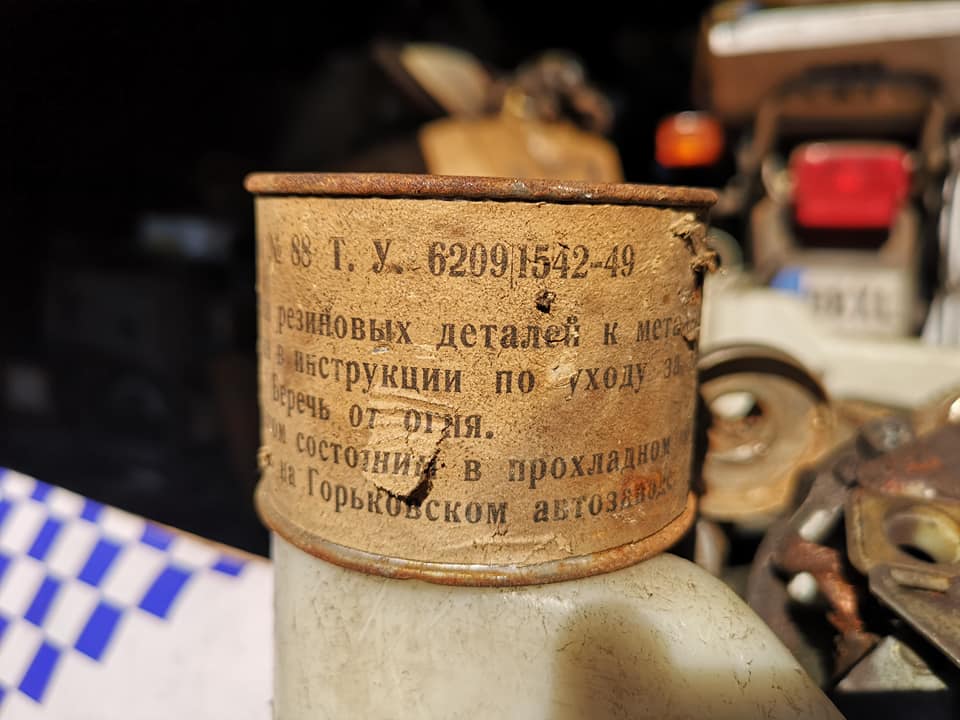 № 88 Т. У. 6209 1542-49
резиновых деталей к мета
в инструкции по уходу за
Беречь от огня.
ом состоянии в прохладном
на Горьковском автозаводе